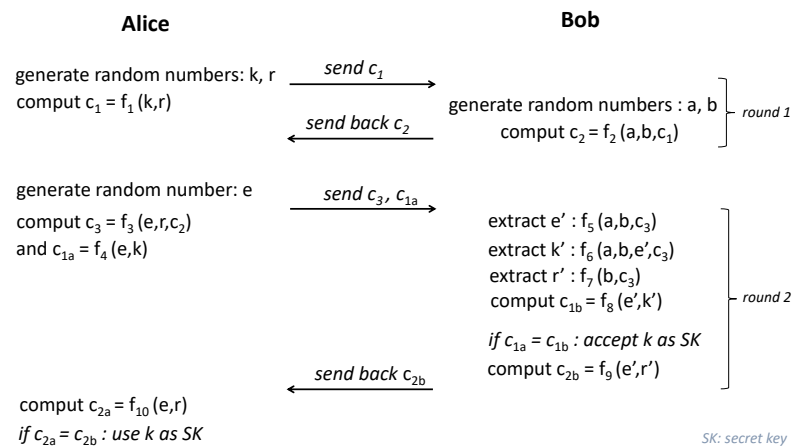 Alice
Bob
generate random numbers: k, r
comput c₁ = f₁ (k,r)
send c₁
generate random numbers : a, b
comput c₂ = f₂ (a,b,c₁)
round 1
send back c₂
generate random number: e
comput c₃ = f₃ (e,r,c₂)
and c₁ₐ = f₄ (e,k)
send c₃ , c₁ₐ
extract e’ : f₅ (a,b,c₃)
extract k’ : f₆ (a,b,e’,c₃)
extract r’ : f₇ (b,c₃)
comput c1b = f₈ (e’,k’)
round 2
if c₁ₐ = c1b : accept k as SK
comput c2b = f₉ (e’,r’)
send back c2b
comput c₂ₐ = f₁₀ (e,r)
if c₂ₐ = c2b : use k as SK
SK: secret key